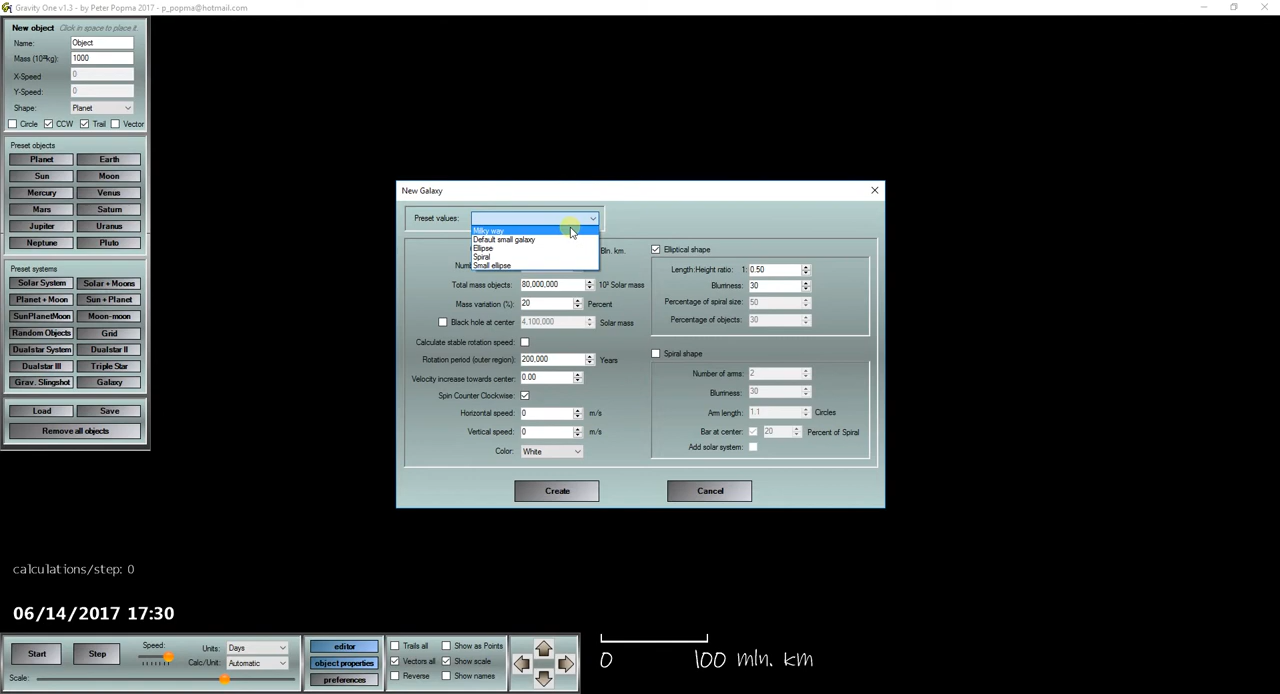 Gravity One v1.3 - by Peter Popma 2017 - p_popma@hotmail.com
New object Click in space to place it.
Name: Object
Mass (10²²kg): 1000
X-Speed 0
Y-Speed: 0
Shape: Planet
Circle CCW Trail Vector
Preset objects
Planet Earth
Sun Moon
Mercury Venus
Mars Saturn
Jupiter Uranus
Neptune Pluto
Preset systems
Solar System Solar + Moons
Planet + Moon Sun + Planet
SunPlanetMoon Moon-moon
Random Objects Grid
Dualstar System Dualstar II
Dualstar III Triple Star
Grav. Slingshot Galaxy
Load Save
Remove all objects
New Galaxy
Preset values:
Milky way
Default small galaxy
Ellipse
Spiral
Small ellipse
Bln. km.
Total mass objects: 80,000,000 10³ Solar mass
Mass variation (%): 20 Percent
Black hole at center 4,100,000 Solar mass
Calculate stable rotation speed:
Rotation period (outer region): 200,000 Years
Velocity increase towards center: 0.00
Spin Counter Clockwise:
Horizontal speed: 0 m/s
Vertical speed: 0 m/s
Color: White
Elliptical shape
Length:Height ratio: 1: 0.50
Blurriness: 30
Percentage of spiral size: 50
Percentage of objects: 30
Spiral shape
Number of arms: 2
Blurriness: 30
Arm length: 1.1 Circles
Bar at center: 20 Percent of Spiral
Add solar system:
Create Cancel
calculations/step: 0
06/14/2017 17:30
Start Step Speed: Units: Days
Calc/Unit: Automatic
Scale:
editor
object properties
preferences
Trails all Show as Points
Vectors all Show scale
Reverse Show names
0 100 mln. km